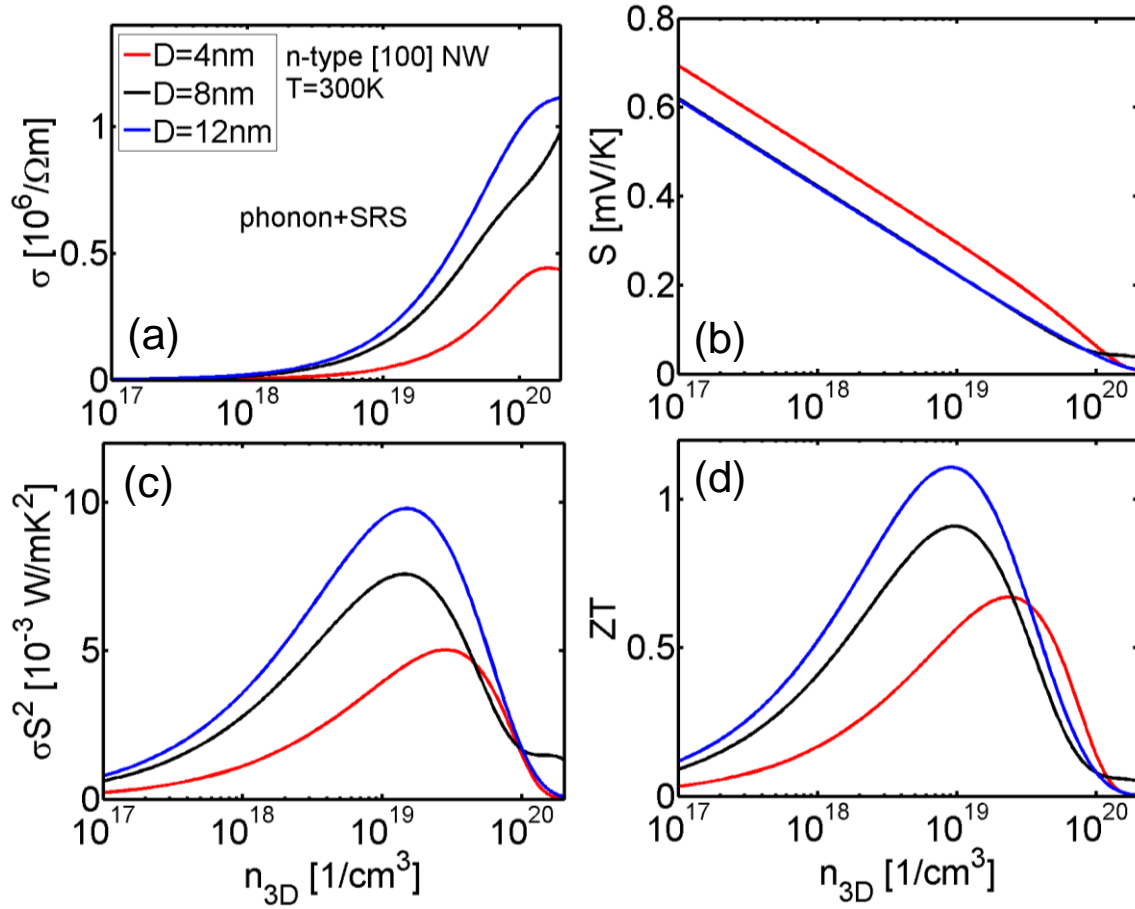 D=4nm
D=8nm
D=12nm
n-type [100] NW
T=300K
phonon+SRS
(a)
σ [10⁶/Ωm]
1
0.5
0
10¹⁷ 10¹⁸ 10¹⁹ 10²⁰
(b)
S [mV/K]
0.8
0.6
0.4
0.2
0
10¹⁷ 10¹⁸ 10¹⁹ 10²⁰
(c)
σS² [10⁻³ W/mK²]
10
5
0
10¹⁷ 10¹⁸ 10¹⁹ 10²⁰
n₃D [1/cm³]
(d)
ZT
1
0.5
0
10¹⁷ 10¹⁸ 10¹⁹ 10²⁰
n₃D [1/cm³]